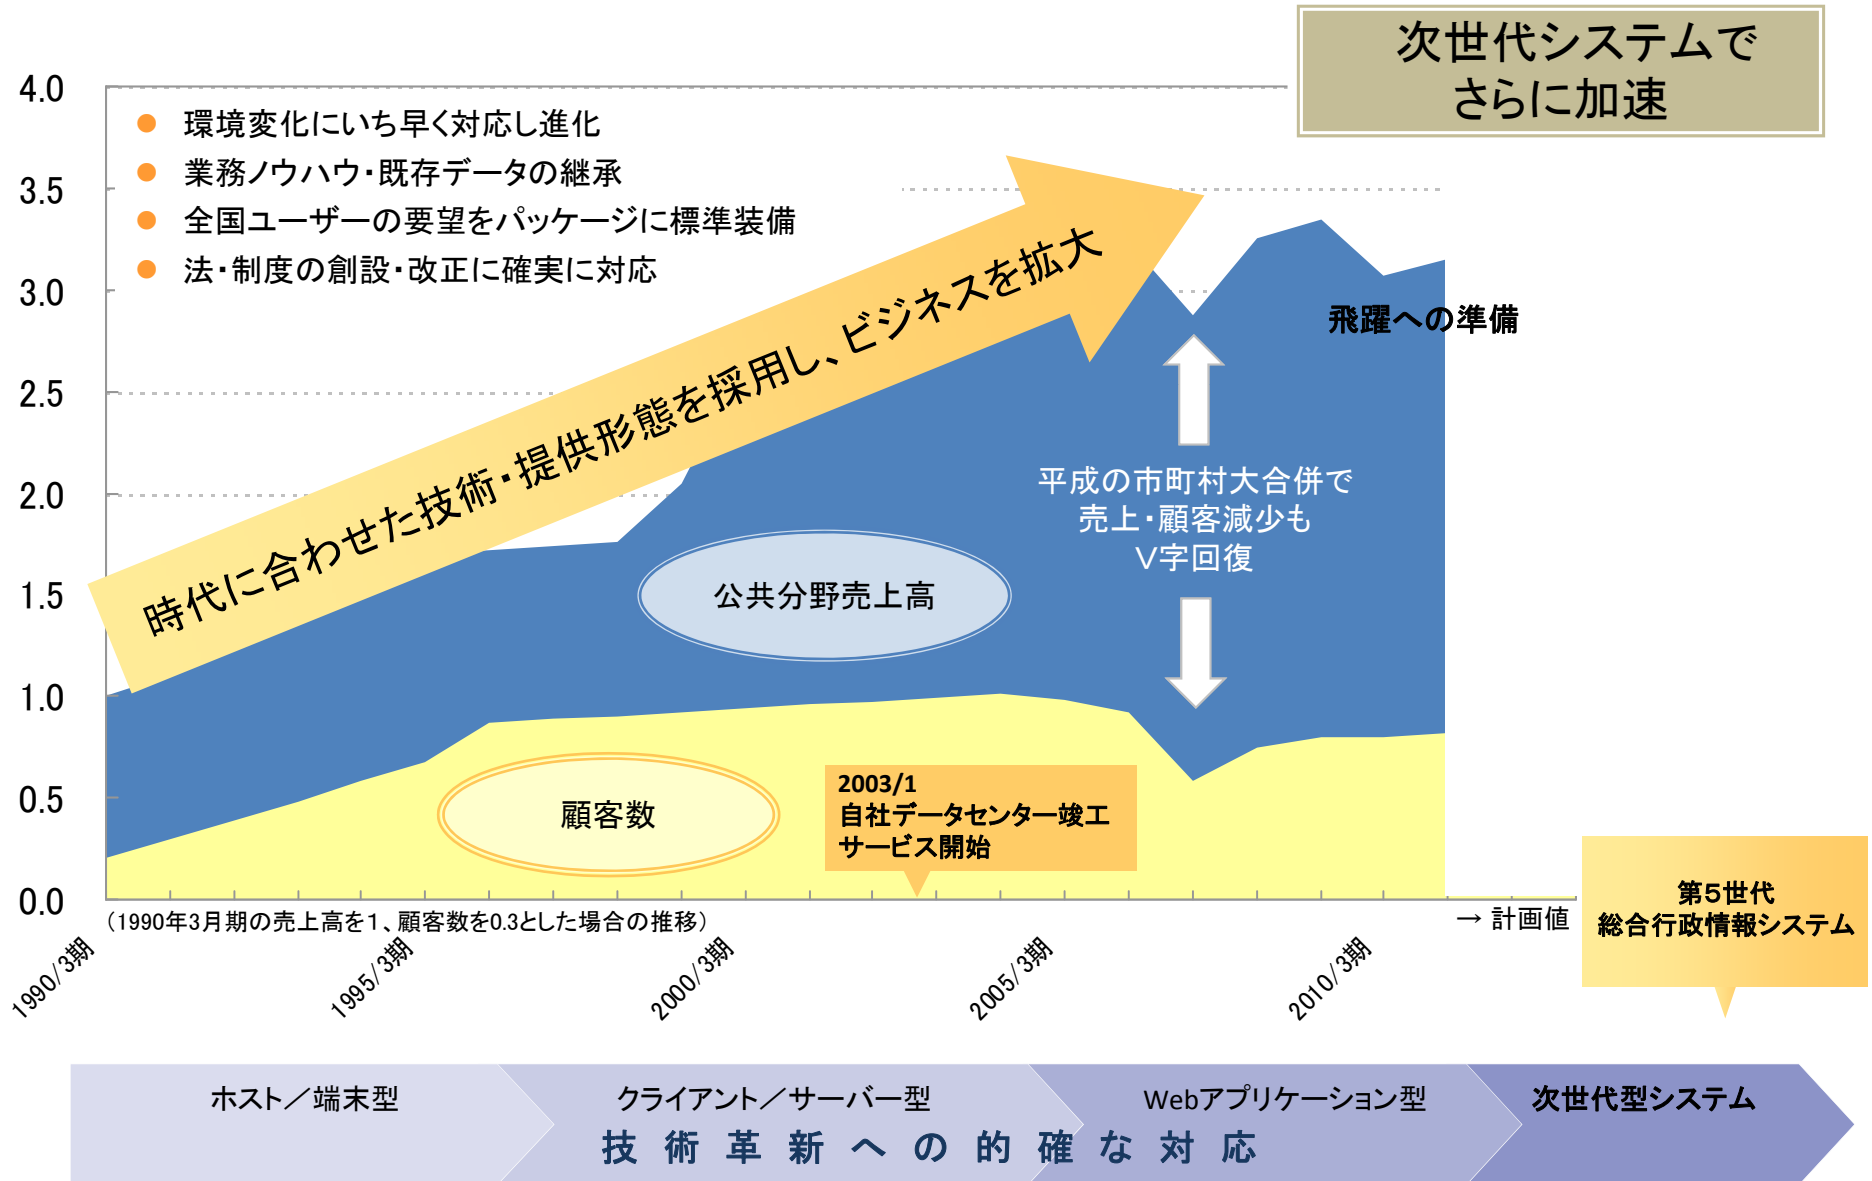 次世代システムで
さらに加速
4.0
3.5
3.0
2.5
2.0
1.5
1.0
0.5
0.0
● 環境変化にいち早く対応し進化
● 業務ノウハウ・既存データの継承
● 全国ユーザーの要望をパッケージに標準装備
● 法・制度の創設・改正に確実に対応
時代に合わせた技術・提供形態を採用し、ビジネスを拡大
飛躍への準備
平成の市町村大合併で
売上・顧客減少も
V字回復
公共分野売上高
顧客数
2003/1
自社データセンター竣工
サービス開始
(1990年3月期の売上高を1、顧客数を0.3とした場合の推移)
→ 計画値
1990/3期
1995/3期
2000/3期
2005/3期
2010/3期
第5世代
総合行政情報システム
ホスト/端末型
クライアント/サーバー型
Webアプリケーション型
次世代型システム
技術革新への的確な対応